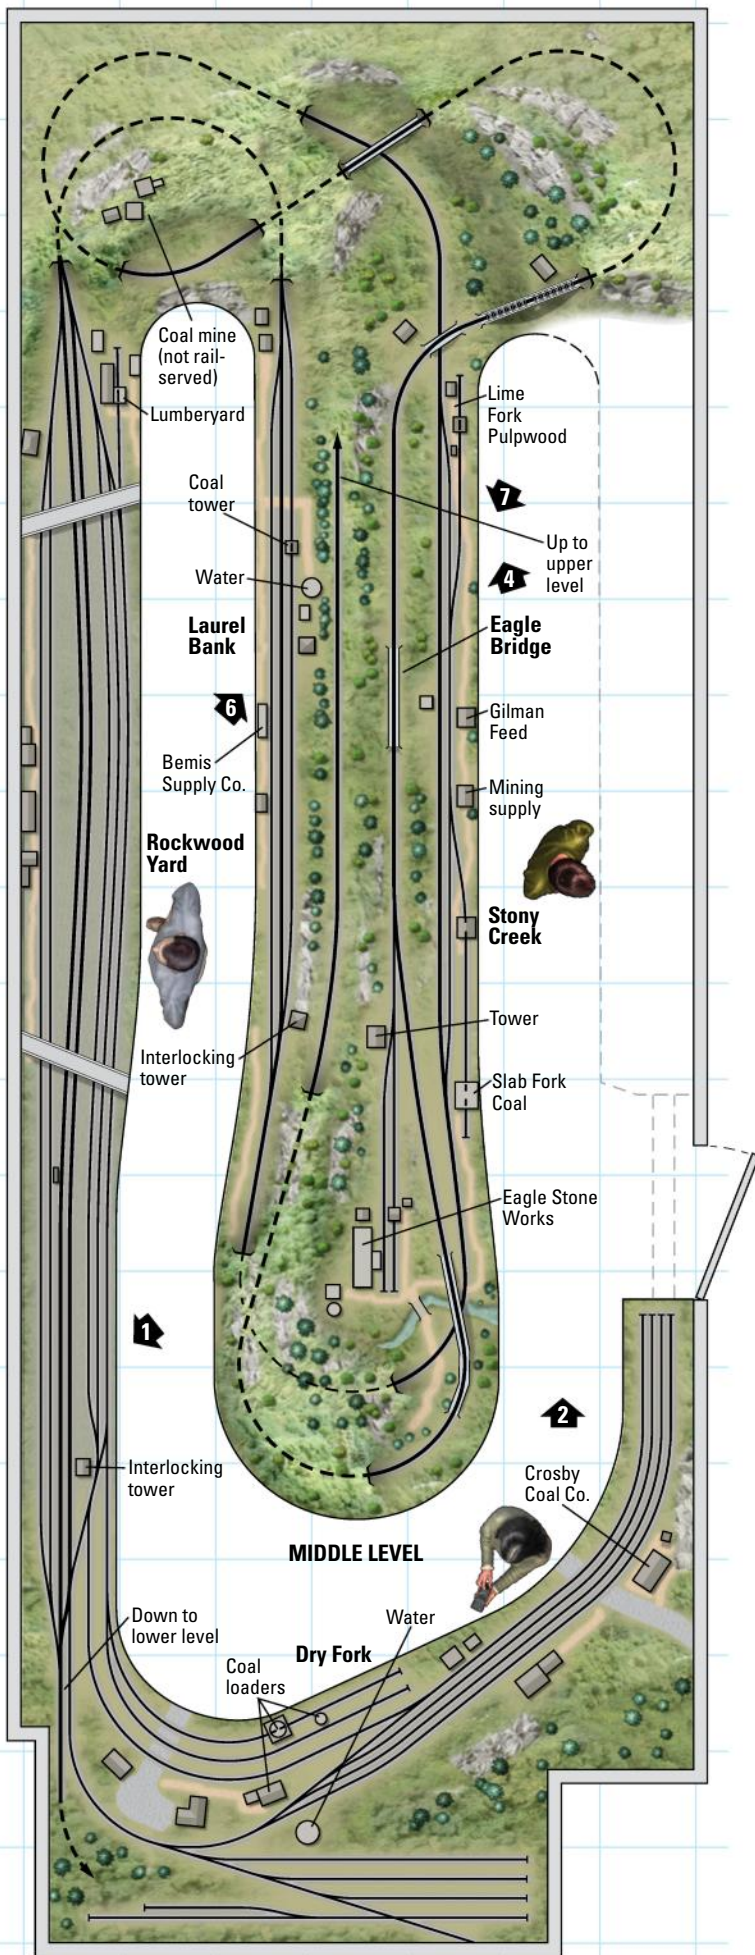 Coal mine
(not rail-
served)
Lumberyard
Lime
Fork
Pulpwood
Coal
tower
7
Up to
upper
level
Water
4
Laurel
Bank
Eagle
Bridge
6
Gilman
Feed
Bemis
Supply Co.
Mining
supply
Rockwood
Yard
Stony
Creek
Tower
Interlocking
tower
Slab Fork
Coal
Eagle Stone
Works
1
2
Interlocking
tower
Crosby
Coal Co.
MIDDLE LEVEL
Down to
lower level
Water
Dry Fork
Coal
loaders